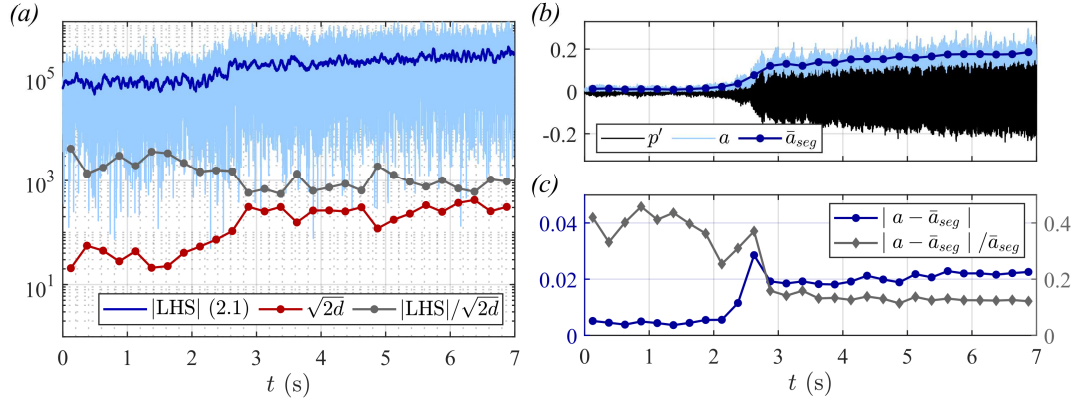 (a)
10^5
10^3
10^1
|LHS| (2.1) √2d |LHS|/√2d
0 1 2 3 4 5 6 7
t (s)
(b)
0.2
0
-0.2
p′ a ā_seg
(c)
0.04
0.02
0
| a − ā_seg |
| a − ā_seg | /ā_seg
0.4
0.2
0
0 1 2 3 4 5 6 7
t (s)